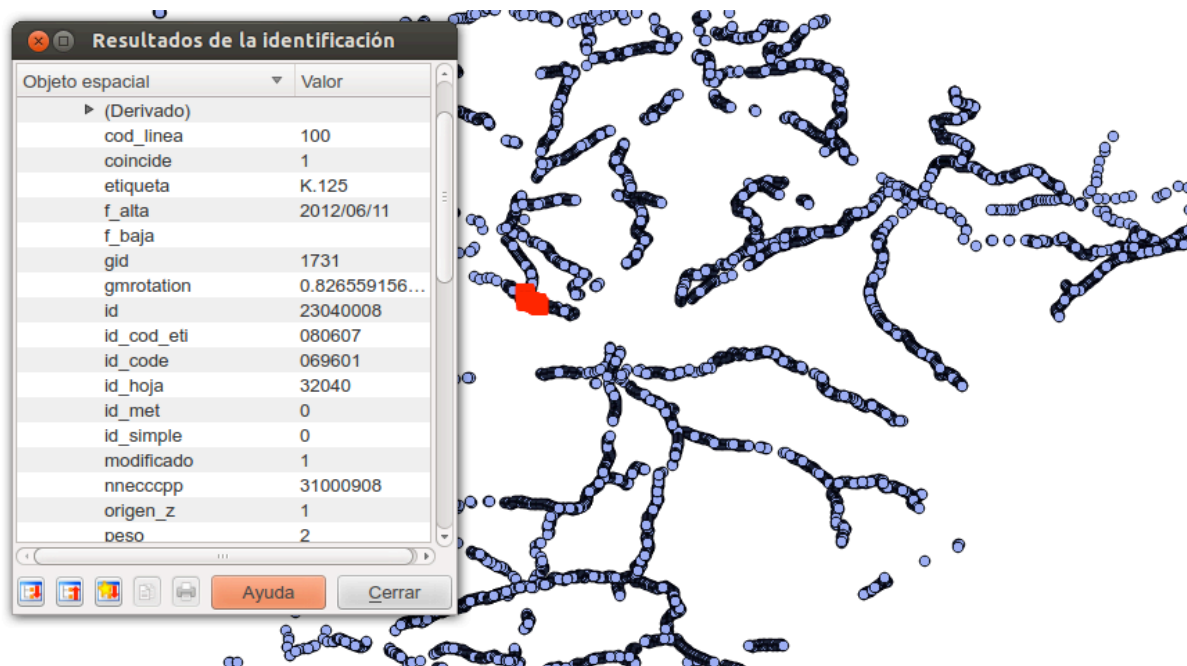 Resultados de la identificación
Objeto espacial Valor
(Derivado)
cod_linea 100
coincide 1
etiqueta K.125
f_alta 2012/06/11
f_baja
gid 1731
gmrotation 0.826559156...
id 23040008
id_cod_eti 080607
id_code 069601
id_hoja 32040
id_met 0
id_simple 0
modificado 1
nnecccpp 31000908
origen_z 1
peso 2
Ayuda Cerrar